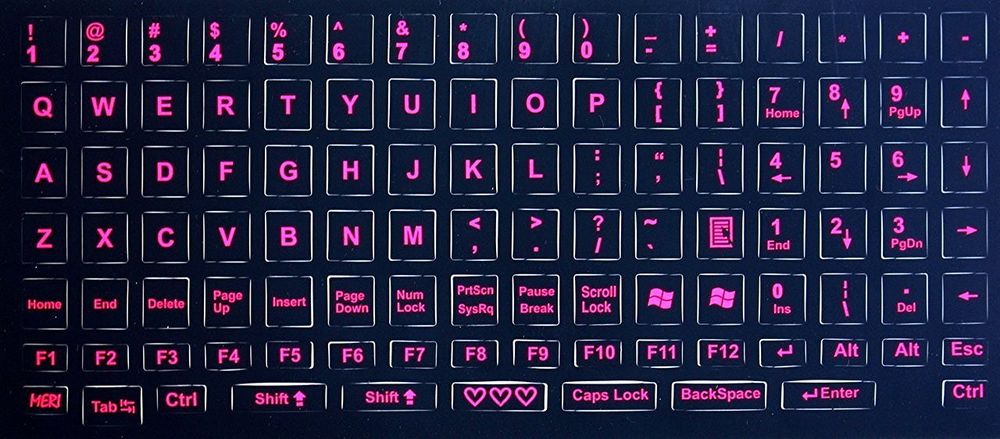 ! @ # $ % ^ & * ( ) _ + / * + -
1 2 3 4 5 6 7 8 9 0 - =
Q W E R T Y U I O P { [ } ] 7 Home 8 ↑ 9 PgUp ↑
A S D F G H J K L : ; “ ‚ ¦ \ 4 ← 5 6 → ↓
Z X C V B N M < , > . ? / ~ ` 1 End 2 ↓ 3 PgDn →
Home End Delete Page Up Insert Page Down Num Lock PrtScn SysRq Pause Break Scroll Lock 0 Ins ¦ \ . Del ←
F1 F2 F3 F4 F5 F6 F7 F8 F9 F10 F11 F12 ↵ Alt Alt Esc
MERI Tab Ctrl Shift Shift ♡♡♡ Caps Lock BackSpace ↵Enter Ctrl